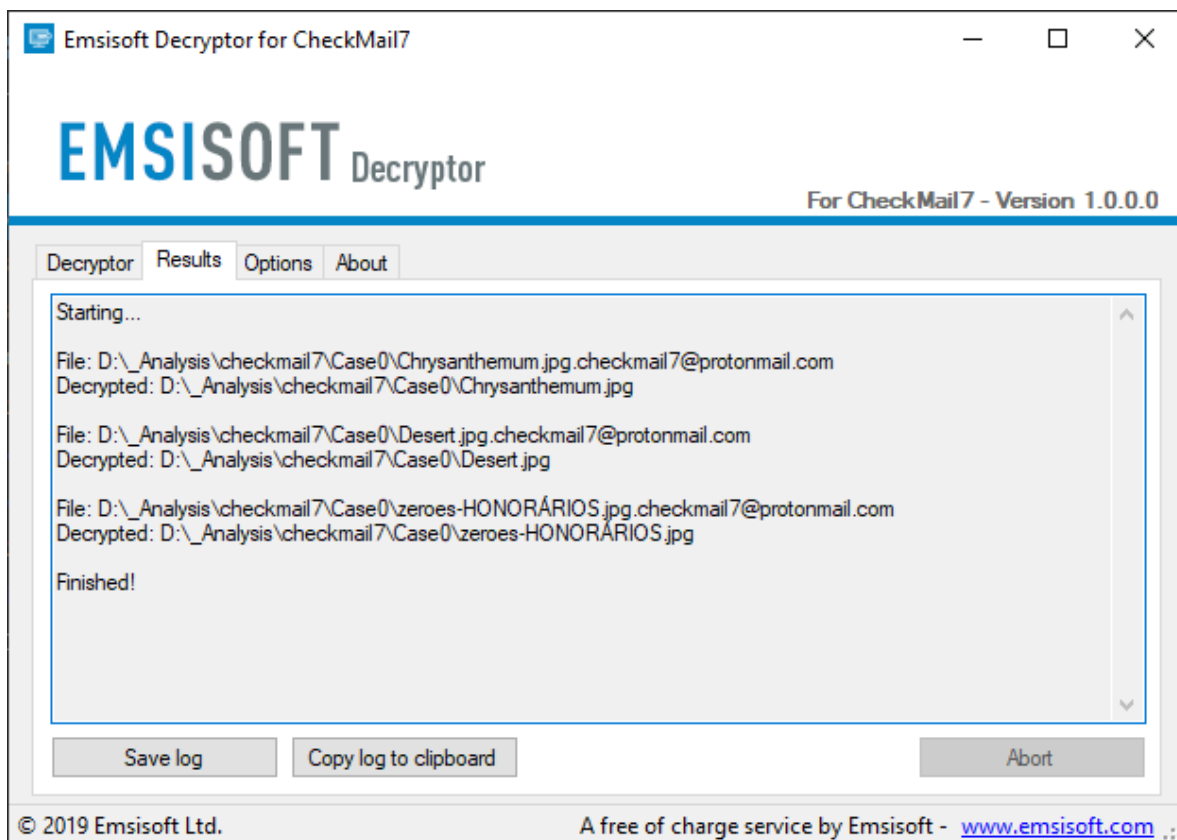 Emsisoft Decryptor for CheckMail7
EMSISOFT Decryptor
For CheckMail7 - Version 1.0.0.0
Decryptor Results Options About
Starting...
File: D:\_Analysis\checkmail7\Case0\Chrysanthemum.jpg.checkmail7@protonmail.com
Decrypted: D:\_Analysis\checkmail7\Case0\Chrysanthemum.jpg
File: D:\_Analysis\checkmail7\Case0\Desert.jpg.checkmail7@protonmail.com
Decrypted: D:\_Analysis\checkmail7\Case0\Desert.jpg
File: D:\_Analysis\checkmail7\Case0\zeroes-HONORÁRIOS.jpg.checkmail7@protonmail.com
Decrypted: D:\_Analysis\checkmail7\Case0\zeroes-HONORÁRIOS.jpg
Finished!
Save log Copy log to clipboard Abort
© 2019 Emsisoft Ltd. A free of charge service by Emsisoft - www.emsisoft.com